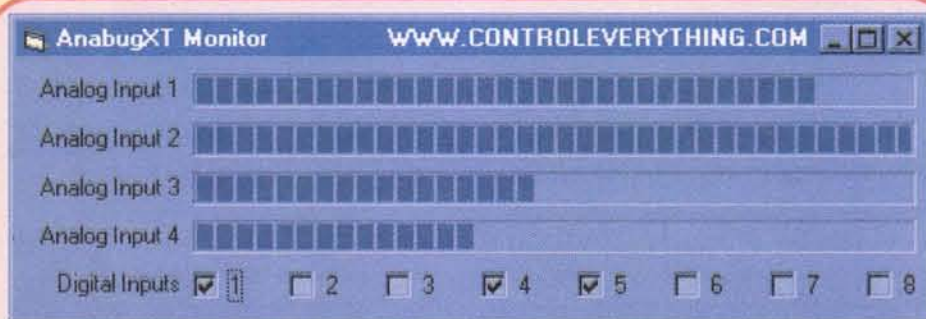 AnabugXT Monitor WWW.CONTROLEVERYTHING.COM
Analog Input 1
Analog Input 2
Analog Input 3
Analog Input 4
Digital Inputs 1 2 3 4 5 6 7 8